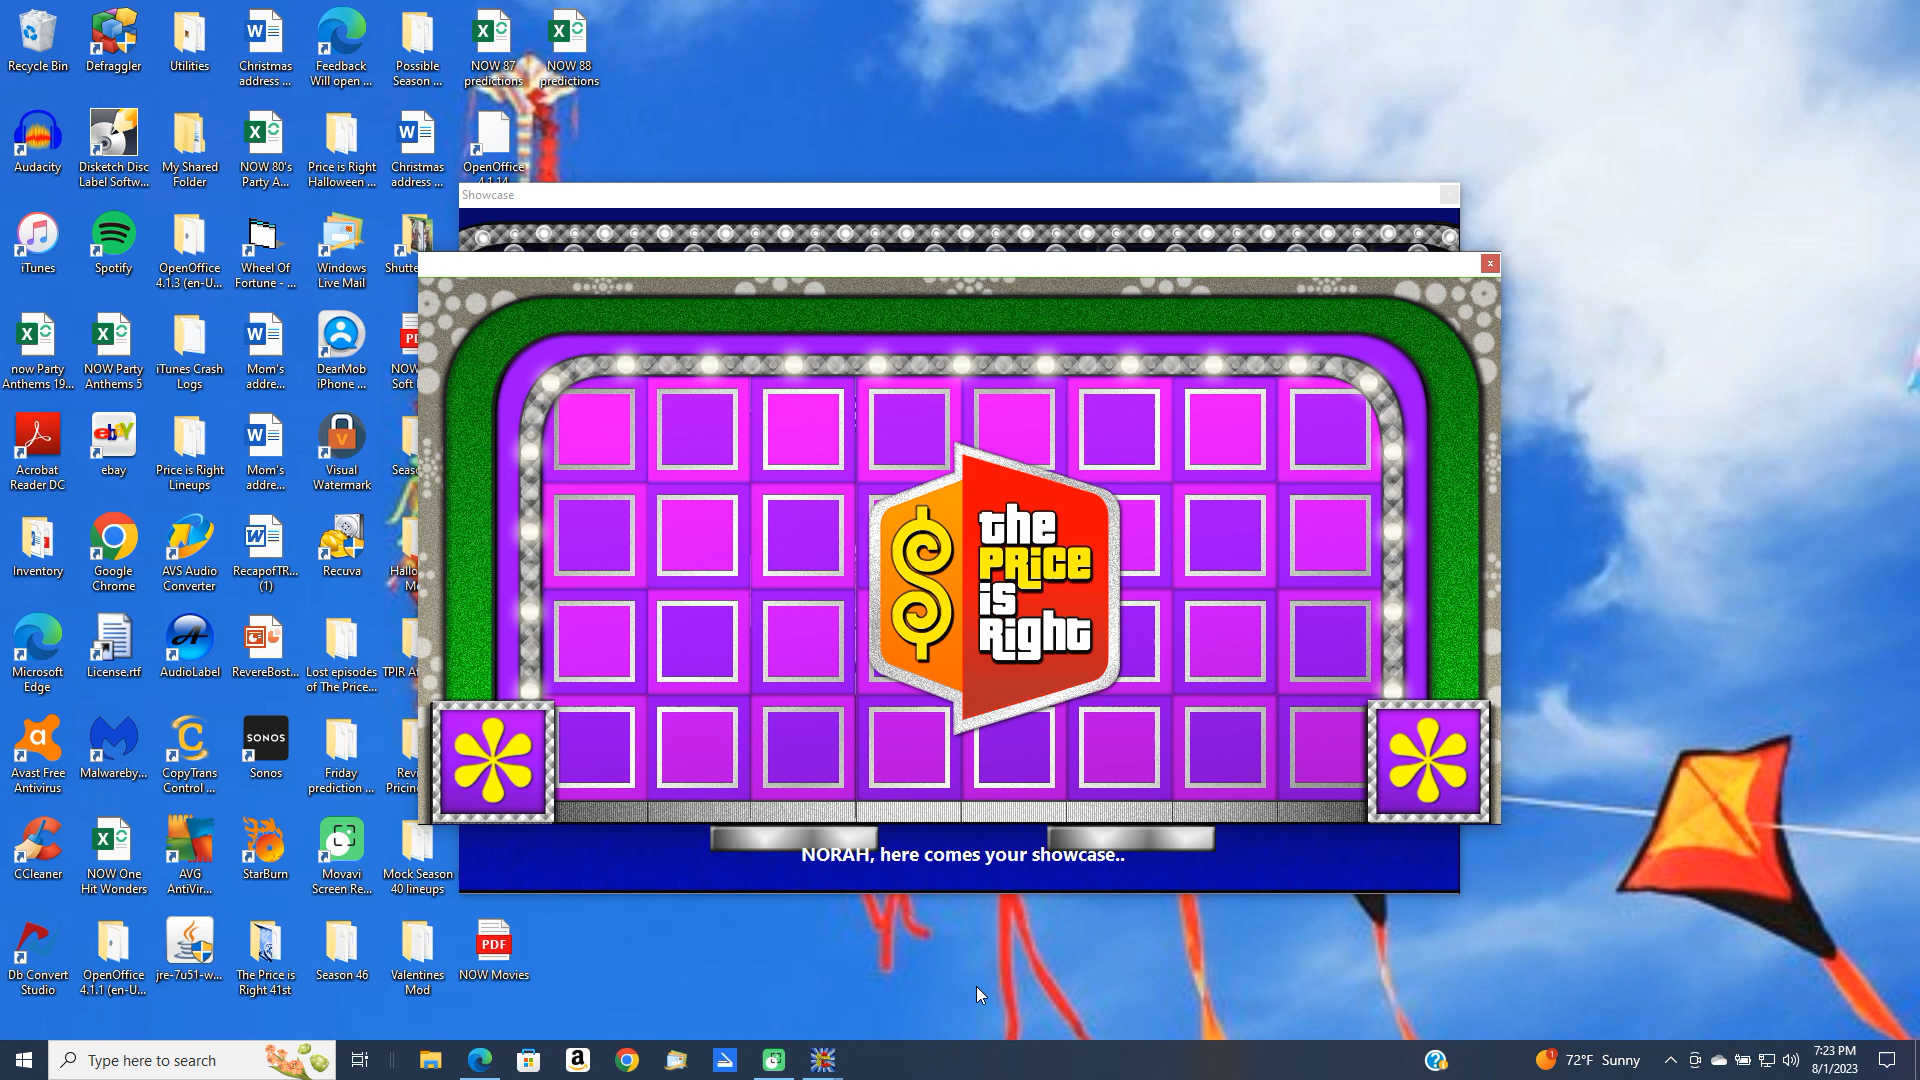 Recycle Bin
Defraggler
Utilities
Christmas
address ...
Feedback
Will open ...
Possible
Season ...
NOW 87
predictions
NOW 88
predictions
Audacity
Disketch Disc
Label Softw...
My Shared
Folder
NOW 80's
Party A...
Price is Right
Halloween ...
Christmas
address ...
OpenOffice
4.1.14
Showcase
iTunes
Spotify
OpenOffice
4.1.3 (en-U...
Wheel Of
Fortune - ...
Windows
Live Mail
now Party
Anthems 19...
NOW Party
Anthems 5
iTunes Crash
Logs
Mom's
addre...
DearMob
iPhone ...
NOW
Soft
Acrobat
Reader DC
ebay
Price is Right
Lineups
Mom's
addre...
Visual
Watermark
Inventory
Google
Chrome
AVS Audio
Converter
RecapofTR...
(1)
Recuva
Microsoft
Edge
License.rtf
AudioLabel
RevereBost...
Lost episodes
of The Price...
the
PRiCE
is
Right
Avast Free
Antivirus
Malwareby...
CopyTrans
Control ...
SONOS
Sonos
Friday
prediction ...
CCleaner
NOW One
Hit Wonders
AVG
AntiVir...
StarBurn
Movavi
Screen Re...
Mock Season
40 lineups
NORAH, here comes your showcase..
Db Convert
Studio
OpenOffice
4.1.1 (en-U...
jre-7u51-w...
The Price is
Right 41st
Season 46
Valentines
Mod
PDF
NOW Movies
Type here to search
72°F Sunny
7:23 PM
8/1/2023